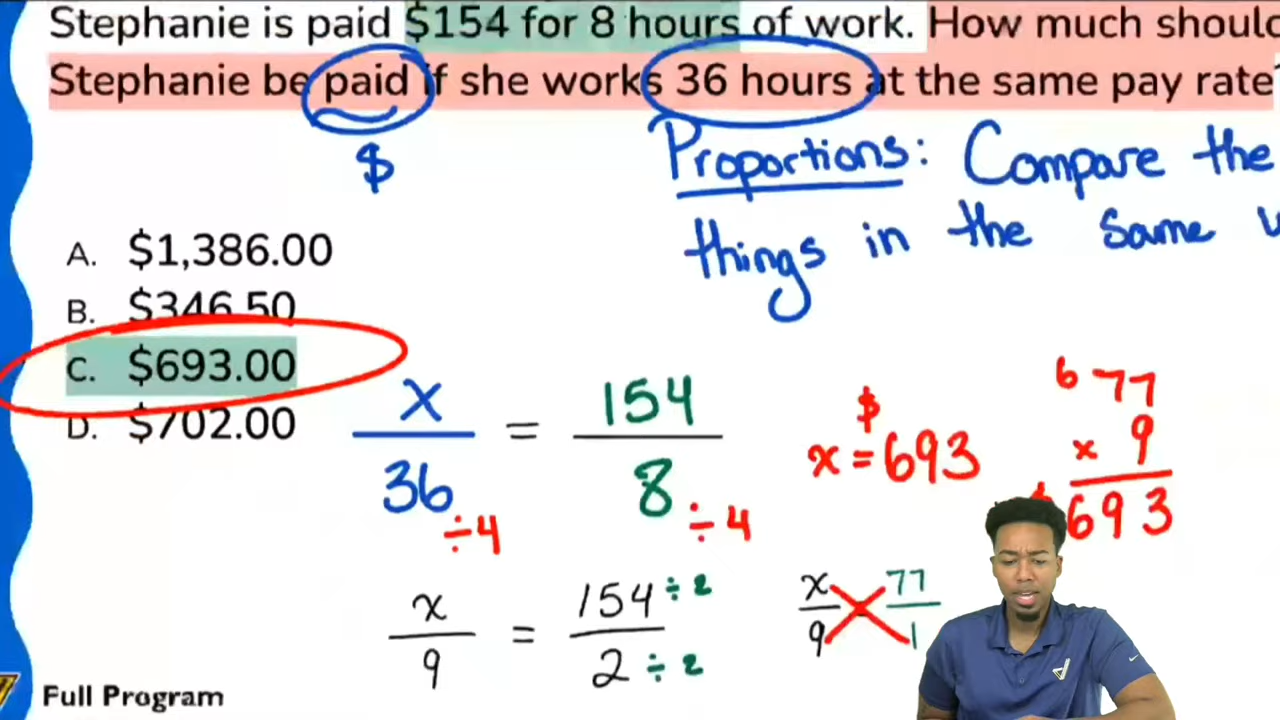 Stephanie is paid $154 for 8 hours of work. How much should
Stephanie be paid if she works 36 hours at the same pay rate?
$
Proportions: Compare the
things in the same
A. $1,386.00
B. $346.50
C. $693.00
D. $702.00
x/36 ÷4 = 154/8 ÷4
$
x = 693
6 77
x 9
$693
x/9 = 154 ÷2/2 ÷2
x/9 77/1
Full Program